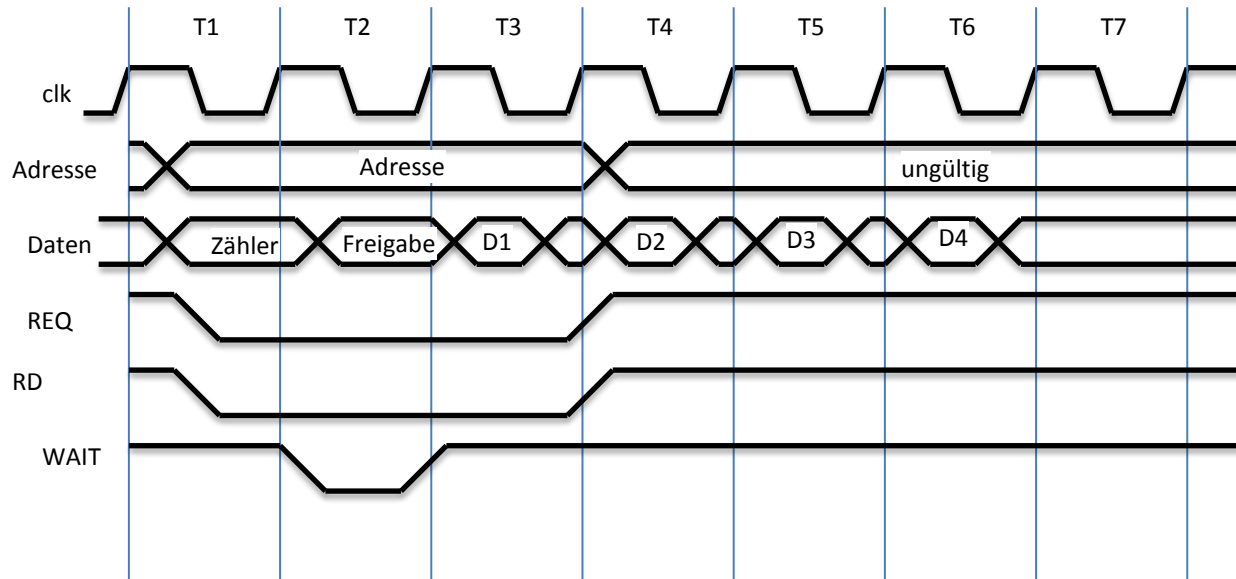 T1 T2 T3 T4 T5 T6 T7
clk
Adresse Adresse ungültig
Daten Zähler Freigabe D1 D2 D3 D4
REQ
RD
WAIT